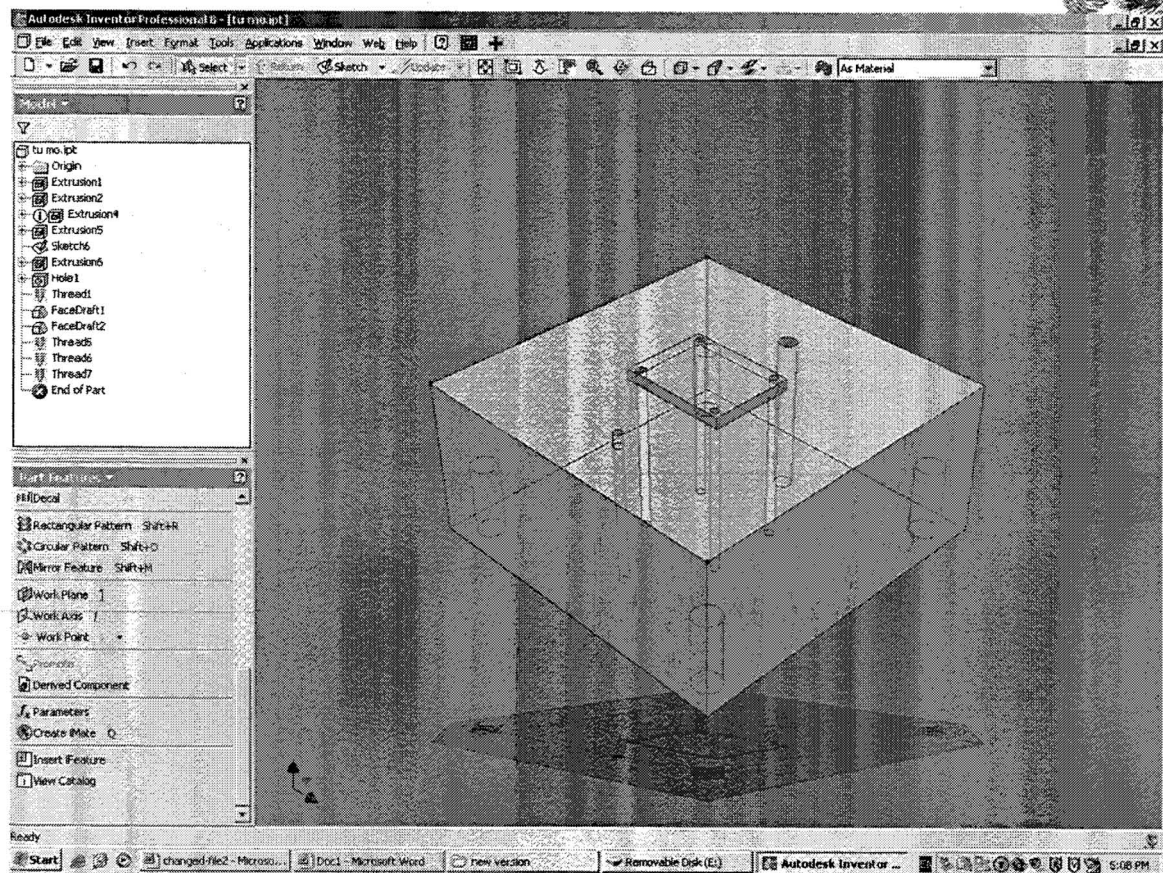 Autodesk Inventor Professional 8 - [tu mo.ipt]
File Edit View Insert Format Tools Applications Window Web Help
Select Return Sketch Update As Material
Model
tu mo.ipt
Origin
Extrusion1
Extrusion2
Extrusion4
Extrusion5
Sketch6
Extrusion6
Hole1
Thread1
FaceDraft1
FaceDraft2
Thread5
Thread6
Thread7
End of Part
Part Features
Decal
Rectangular Pattern Shift+R
Circular Pattern Shift+O
Mirror Feature Shift+M
Work Plane ]
Work Axis /
Work Point .
Promote
Derived Component
Parameters
Create iMate Q
Insert iFeature
View Catalog
Ready
Start changed-file2 - Microso... Doc1 - Microsoft Word new version Removable Disk (E:) Autodesk Inventor ... 5:08 PM